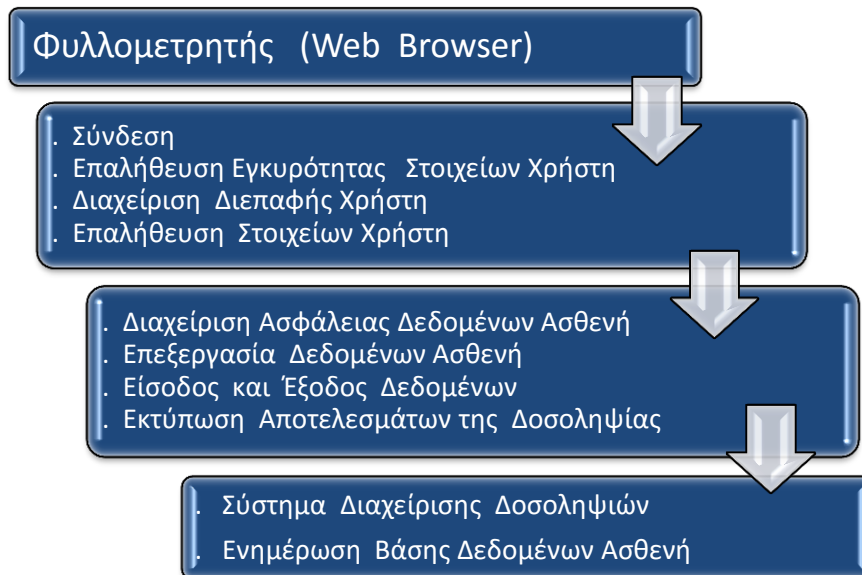 Φυλλομετρητής (Web Browser)
. Σύνδεση
. Επαλήθευση Εγκυρότητας Στοιχείων Χρήστη
. Διαχείριση Διεπαφής Χρήστη
. Επαλήθευση Στοιχείων Χρήστη
. Διαχείριση Ασφάλειας Δεδομένων Ασθενή
. Επεξεργασία Δεδομένων Ασθενή
. Είσοδος και Έξοδος Δεδομένων
. Εκτύπωση Αποτελεσμάτων της Δοσοληψίας
. Σύστημα Διαχείρισης Δοσοληψιών
. Ενημέρωση Βάσης Δεδομένων Ασθενή